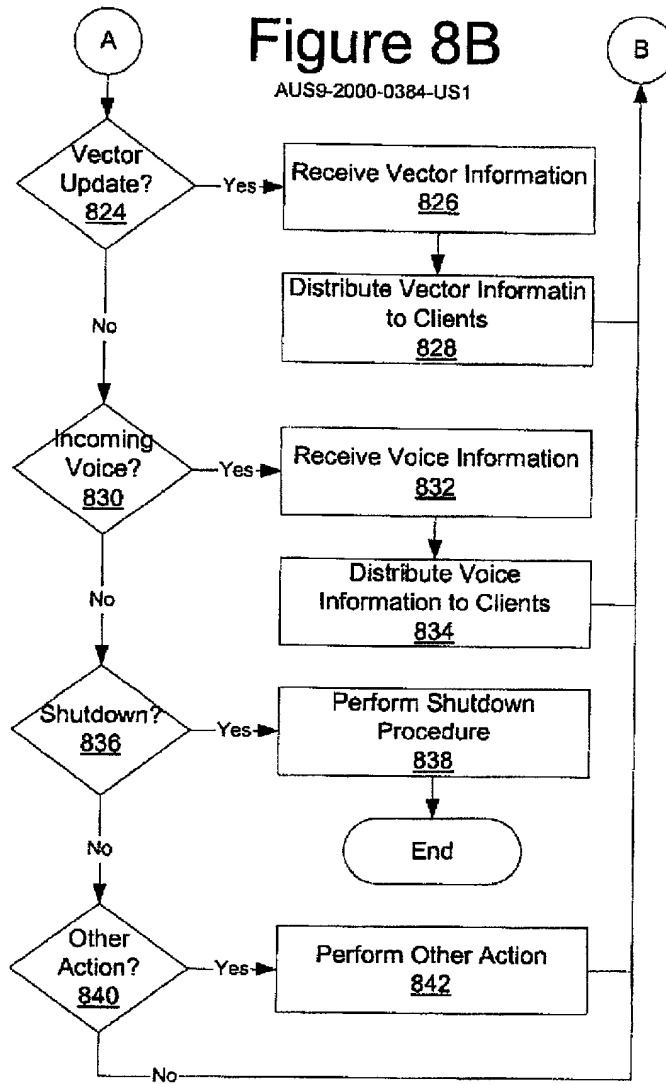 A
Figure 8B
B
AUS9-2000-0384-US1
Vector
Update?
824
Yes
Receive Vector Information
826
Distribute Vector Informatin
to Clients
828
No
Incoming
Voice?
830
Yes
Receive Voice Information
832
Distribute Voice
Information to Clients
834
No
Shutdown?
836
Yes
Perform Shutdown
Procedure
838
End
No
Other
Action?
840
Yes
Perform Other Action
842
No